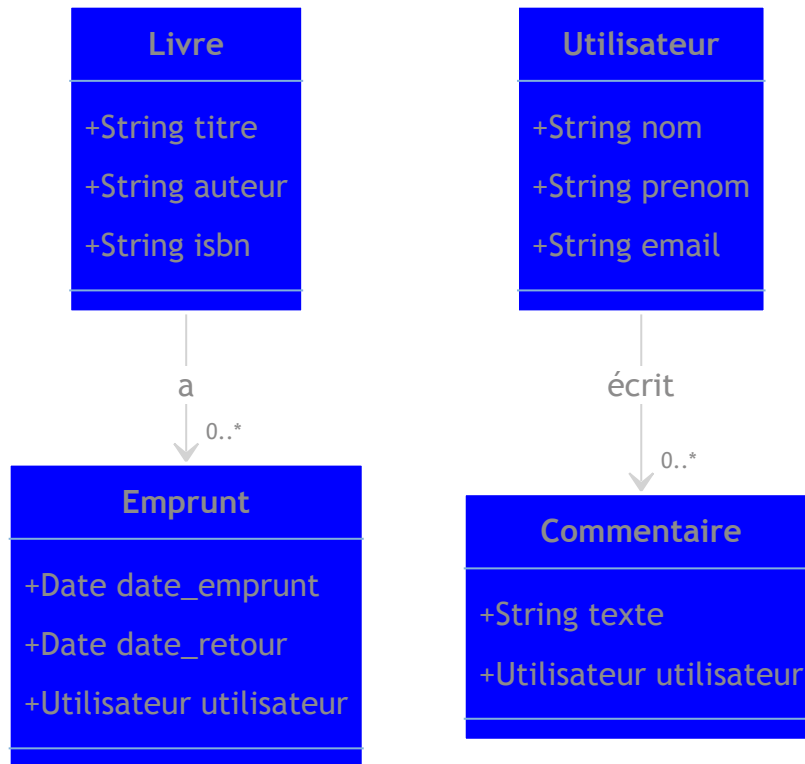 Livre
+String titre
+String auteur
+String isbn
Utilisateur
+String nom
+String prenom
+String email
a
0..*
écrit
0..*
Emprunt
+Date date_emprunt
+Date date_retour
+Utilisateur utilisateur
Commentaire
+String texte
+Utilisateur utilisateur